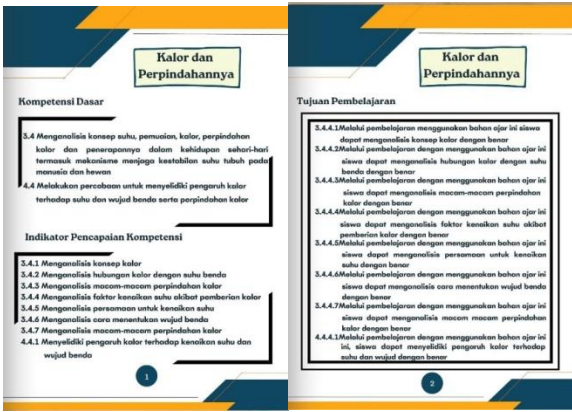 Kalor dan
Perpindahannya
Kompetensi Dasar
3.4 Menganalisis konsep suhu, pemuaian, kalor, perpindahan
kalor dan penerapannya dalam kehidupan sehari-hari
termasuk mekanisme menjaga kestabilan suhu tubuh pada
manusia dan hewan
4.4 Melakukan percobaan untuk menyelidiki pengaruh kalor
terhadap suhu dan wujud benda serta perpindahan kalor
Indikator Pencapaian Kompetensi
3.4.1 Menganalisis konsep kalor
3.4.2 Menganalisis hubungan kalor dengan suhu benda
3.4.3 Menganalisis macam-macam perpindahan kalor
3.4.4 Menganalisis faktor kenaikan suhu akibat pemberian kalor
3.4.5 Menganalisis persamaan untuk kenaikan suhu
3.4.6 Menganalisis cara menentukan wujud benda
3.4.7 Menganalisis macam-macam perpindahan kalor
4.4.1 Menyelidiki pengaruh kalor terhadap kenaikan suhu dan
wujud benda
1
Kalor dan
Perpindahannya
Tujuan Pembelajaran
3.4.4.1Melalui pembelajaran menggunakan bahan ajar ini siswa
dapat menganalisis konsep kalor dengan benar
3.4.4.2Melalui pembelajaran dengan menggunakan bahan ajar ini
siswa dapat menganalisis hubungan kalor dengan suhu
benda dengan benar
3.4.4.3Melalui pembelajaran dengan menggunakan bahan ajar ini
siswa dapat menganalisis macam-macam perpindahan
kalor dengan benar
3.4.4.4Melalui pembelajaran dengan menggunakan bahan ajar ini
siswa dapat menganalisis faktor kenaikan suhu akibat
pemberian kalor dengan benar
3.4.4.5Melalui pembelajaran dengan menggunakan bahan ajar ini
siswa dapat menganalisis persamaan untuk kenaikan
suhu dengan benar
3.4.4.6Melalui pembelajaran dengan menggunakan bahan ajar ini
siswa dapat menganalisis cara menentukan wujud benda
dengan benar
3.4.4.7Melalui pembelajaran dengan menggunakan bahan ajar ini
siswa dapat menganalisis macam macam perpindahan
kalor dengan benar
4.4.4.1Melalui pembelajaran dengan menggunakan bahan ajar ini
ini, siswa dapat menyelidiki pengaruh kalor terhadap
suhu dan wujud dengan benar
2